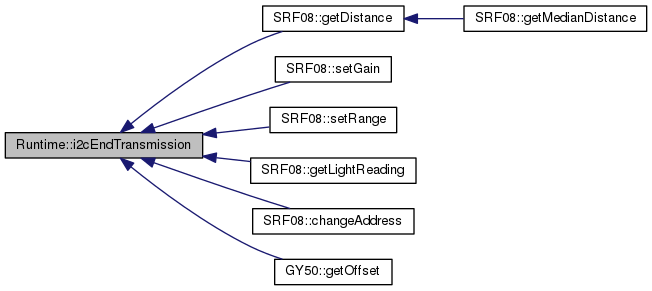 SRF08::getDistance
SRF08::getMedianDistance
SRF08::setGain
SRF08::setRange
Runtime::i2cEndTransmission
SRF08::getLightReading
SRF08::changeAddress
GY50::getOffset